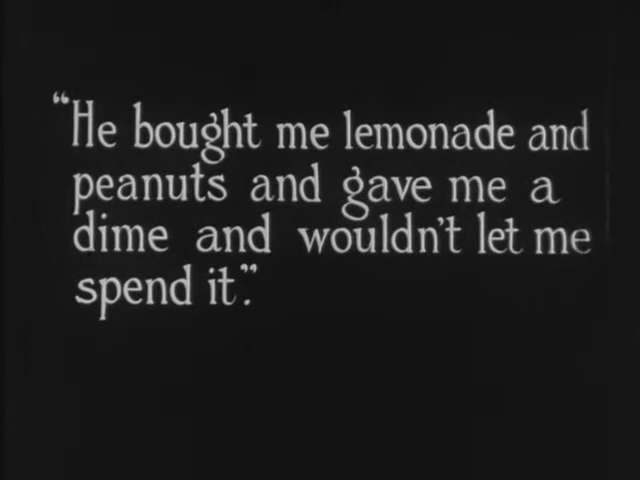 “He bought me lemonade and
peanuts and gave me a
dime and wouldn't let me
spend it.”